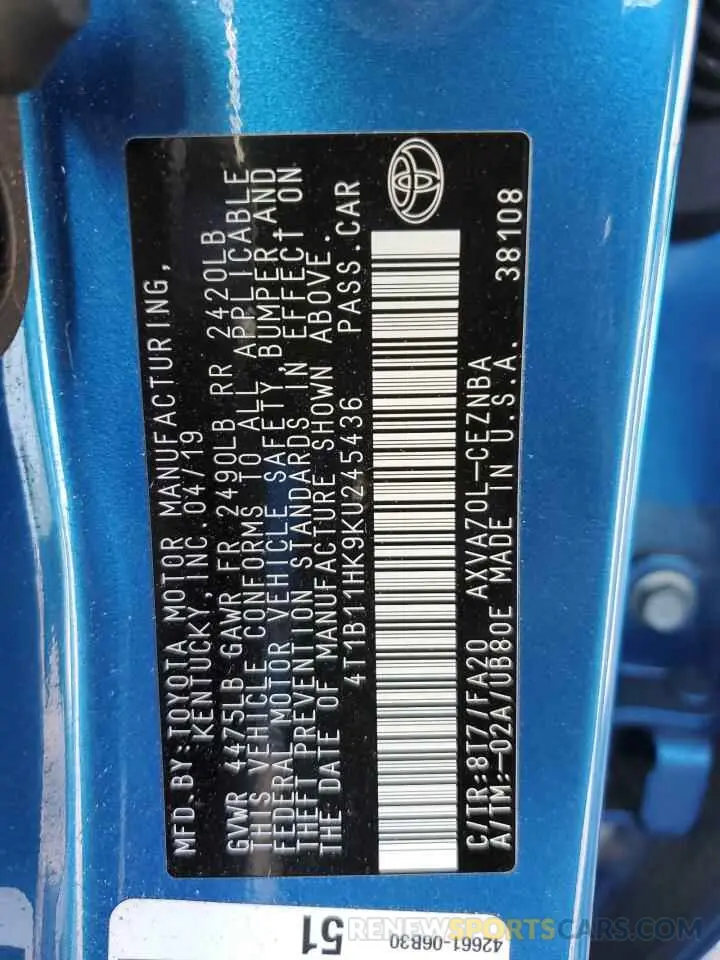 MFD.BY:TOYOTA MOTOR MANUFACTURING,
KENTUCKY, INC.04/19
GVWR 4475LB GAWR FR 2490LB RR 2420LB
THIS VEHICLE CONFORMS TO ALL APPLICABLE
FEDERAL MOTOR VEHICLE SAFETY,BUMPER,AND
THEFT PREVENTION STANDARDS IN EFFECT ON
THE DATE OF MANUFACTURE SHOWN ABOVE.
4T1B11HK9KU245436 PASS.CAR
C/TR:8T7/FA20 AXVA70L-CEZNBA
A/TM:-02A/UB80E MADE IN U.S.A. 38108
42661-06B30
51
RENEWSPORTSCARS.COM